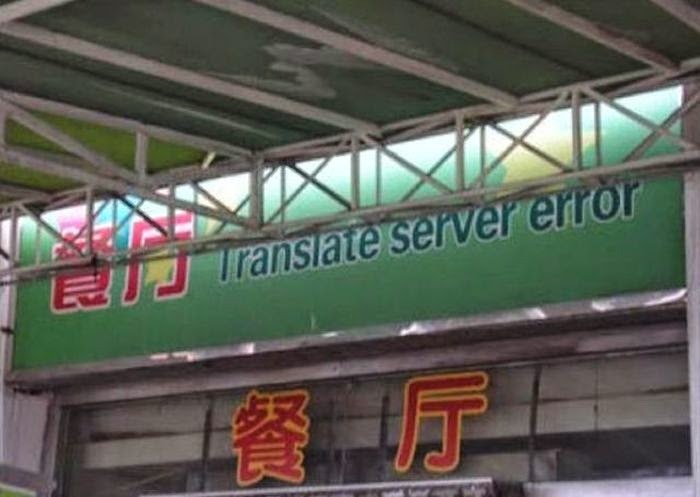 餐厅 Translate server error
餐厅